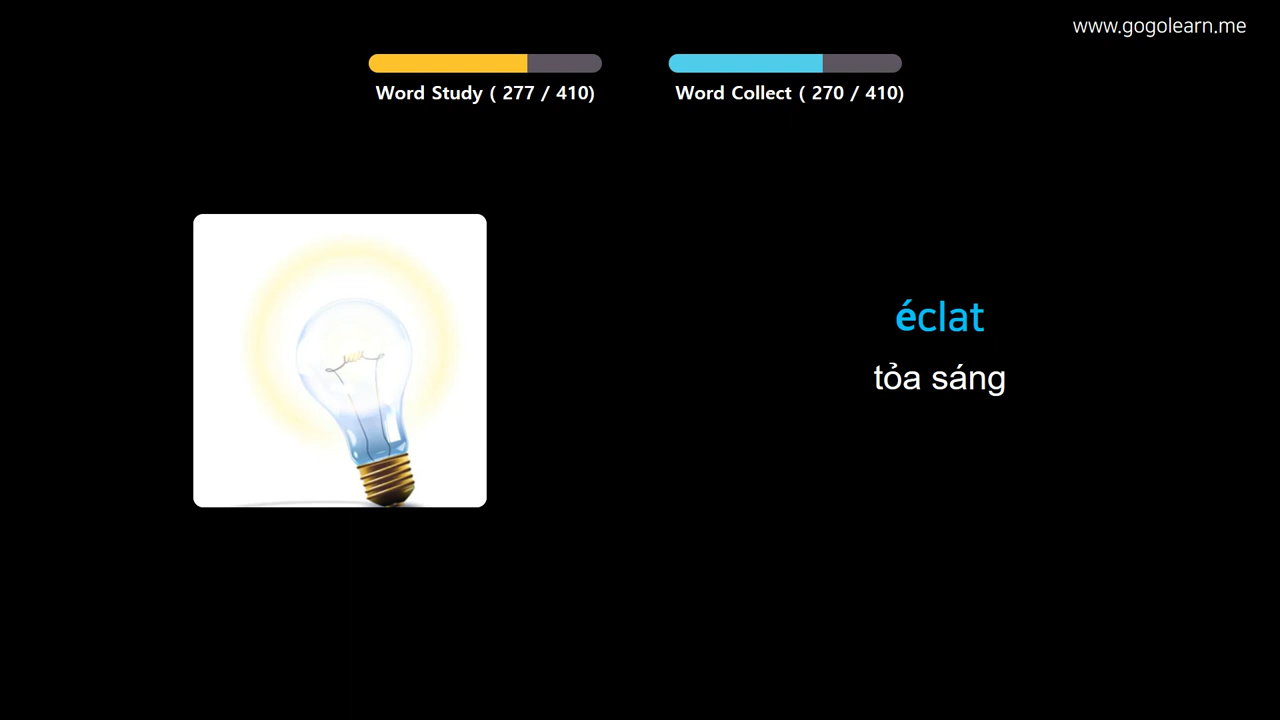 www.gogolearn.me
Word Study ( 277 / 410)
Word Collect ( 270 / 410)
éclat
tỏa sáng